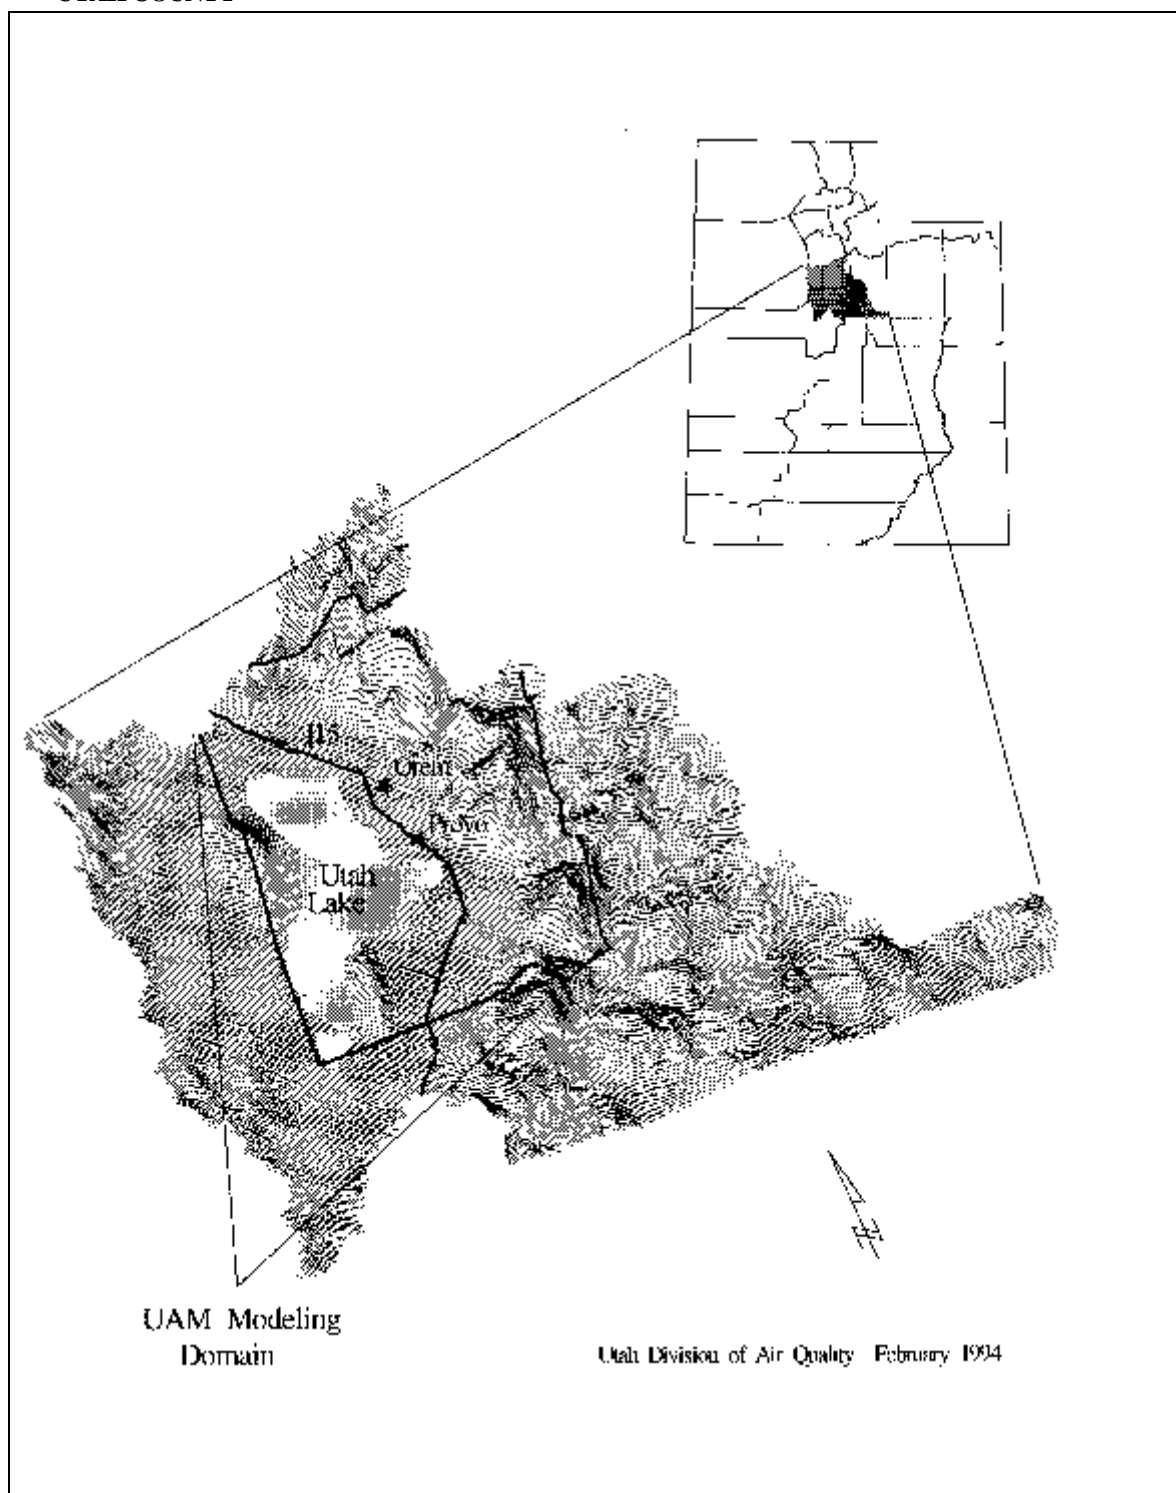 I15
Orem
Provo
Utah
Lake
UAM Modeling
Domain
Utah Division of Air Quality February 1994